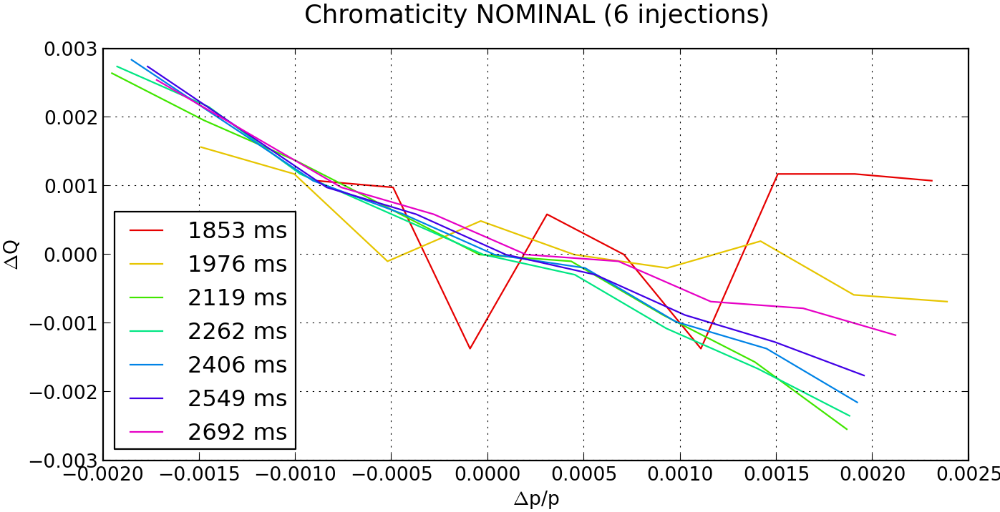 Chromaticity NOMINAL (6 injections)
0.003
0.002
0.001
0.000
−0.001
−0.002
−0.003
ΔQ
1853 ms
1976 ms
2119 ms
2262 ms
2406 ms
2549 ms
2692 ms
−0.0020 −0.0015 −0.0010 −0.0005 0.0000 0.0005 0.0010 0.0015 0.0020 0.0025
Δp/p